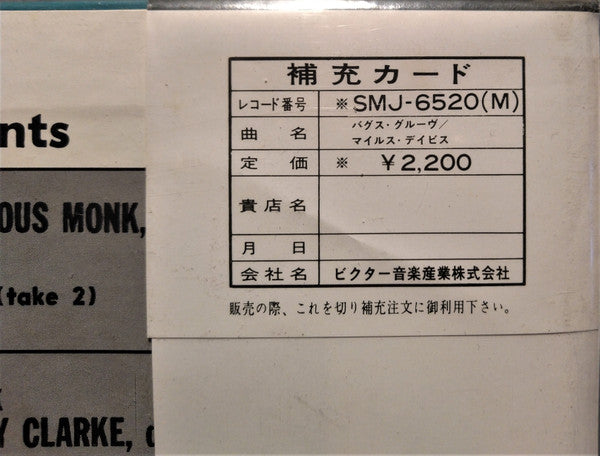 nts
OUS MONK,
(take 2)
Y CLARKE,
補充カード
レコード番号 ※ SMJ-6520(M)
曲名 バグス・グルーヴ/
マイルス・デイビス
定価 ※ ¥2,200
貴店名
月日
会社名 ビクター音楽産業株式会社
販売の際、これを切り補充注文に御利用下さい。